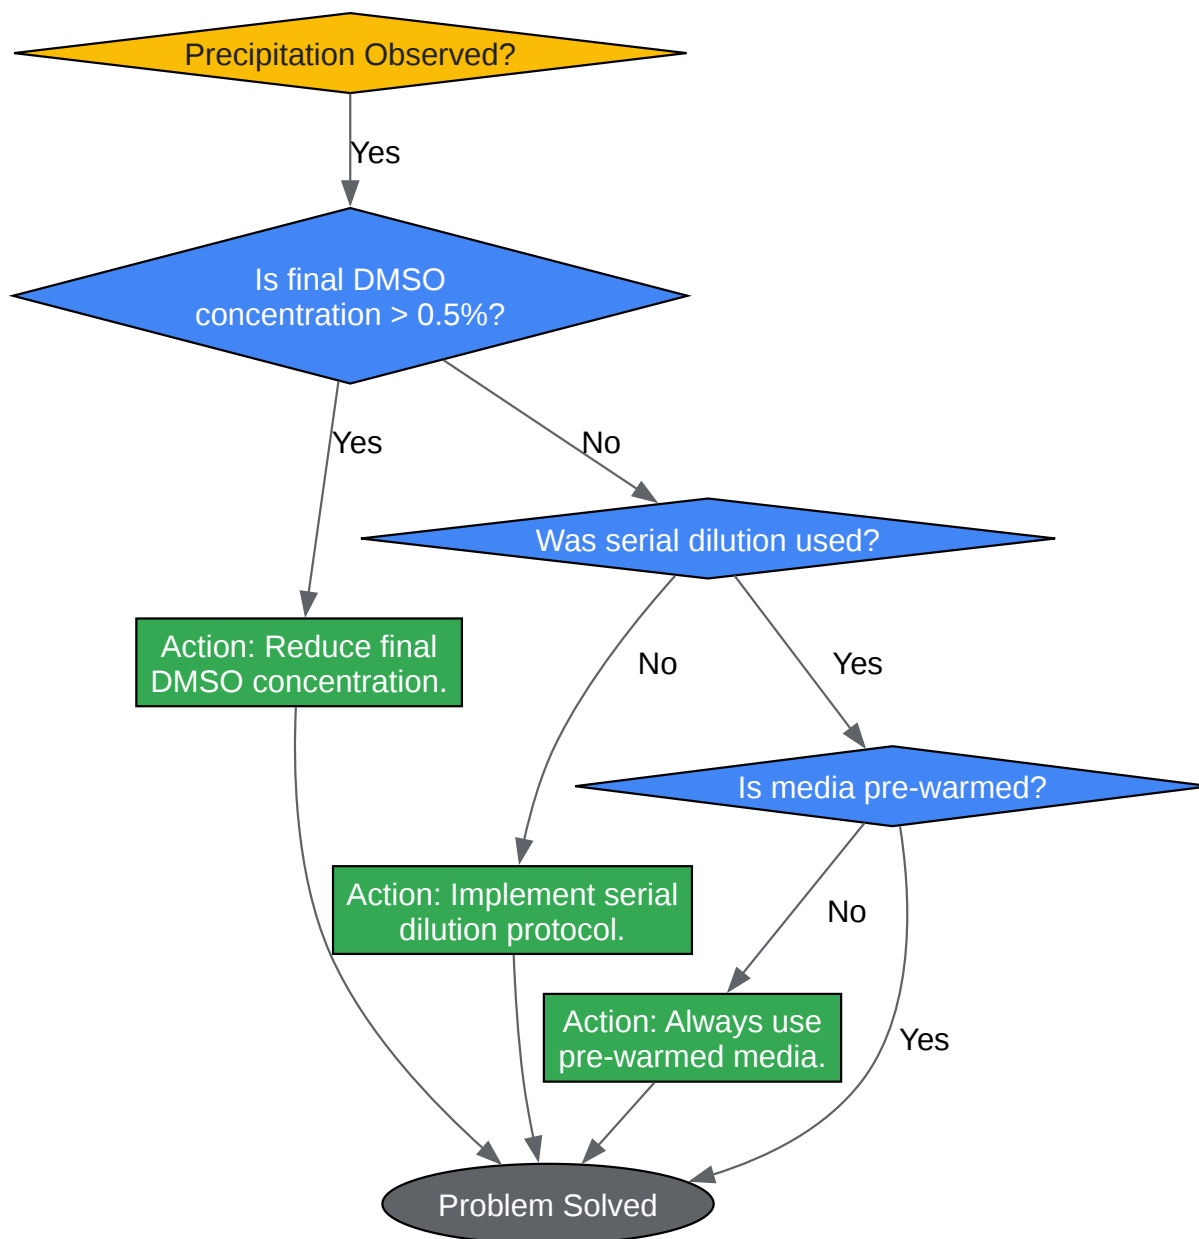 Precipitation Observed?
Yes
Is final DMSO
concentration > 0.5%?
Yes
No
Was serial dilution used?
Action: Reduce final
DMSO concentration.
No
Yes
Is media pre-warmed?
Action: Implement serial
dilution protocol.
No
Action: Always use
pre-warmed media.
Yes
Problem Solved